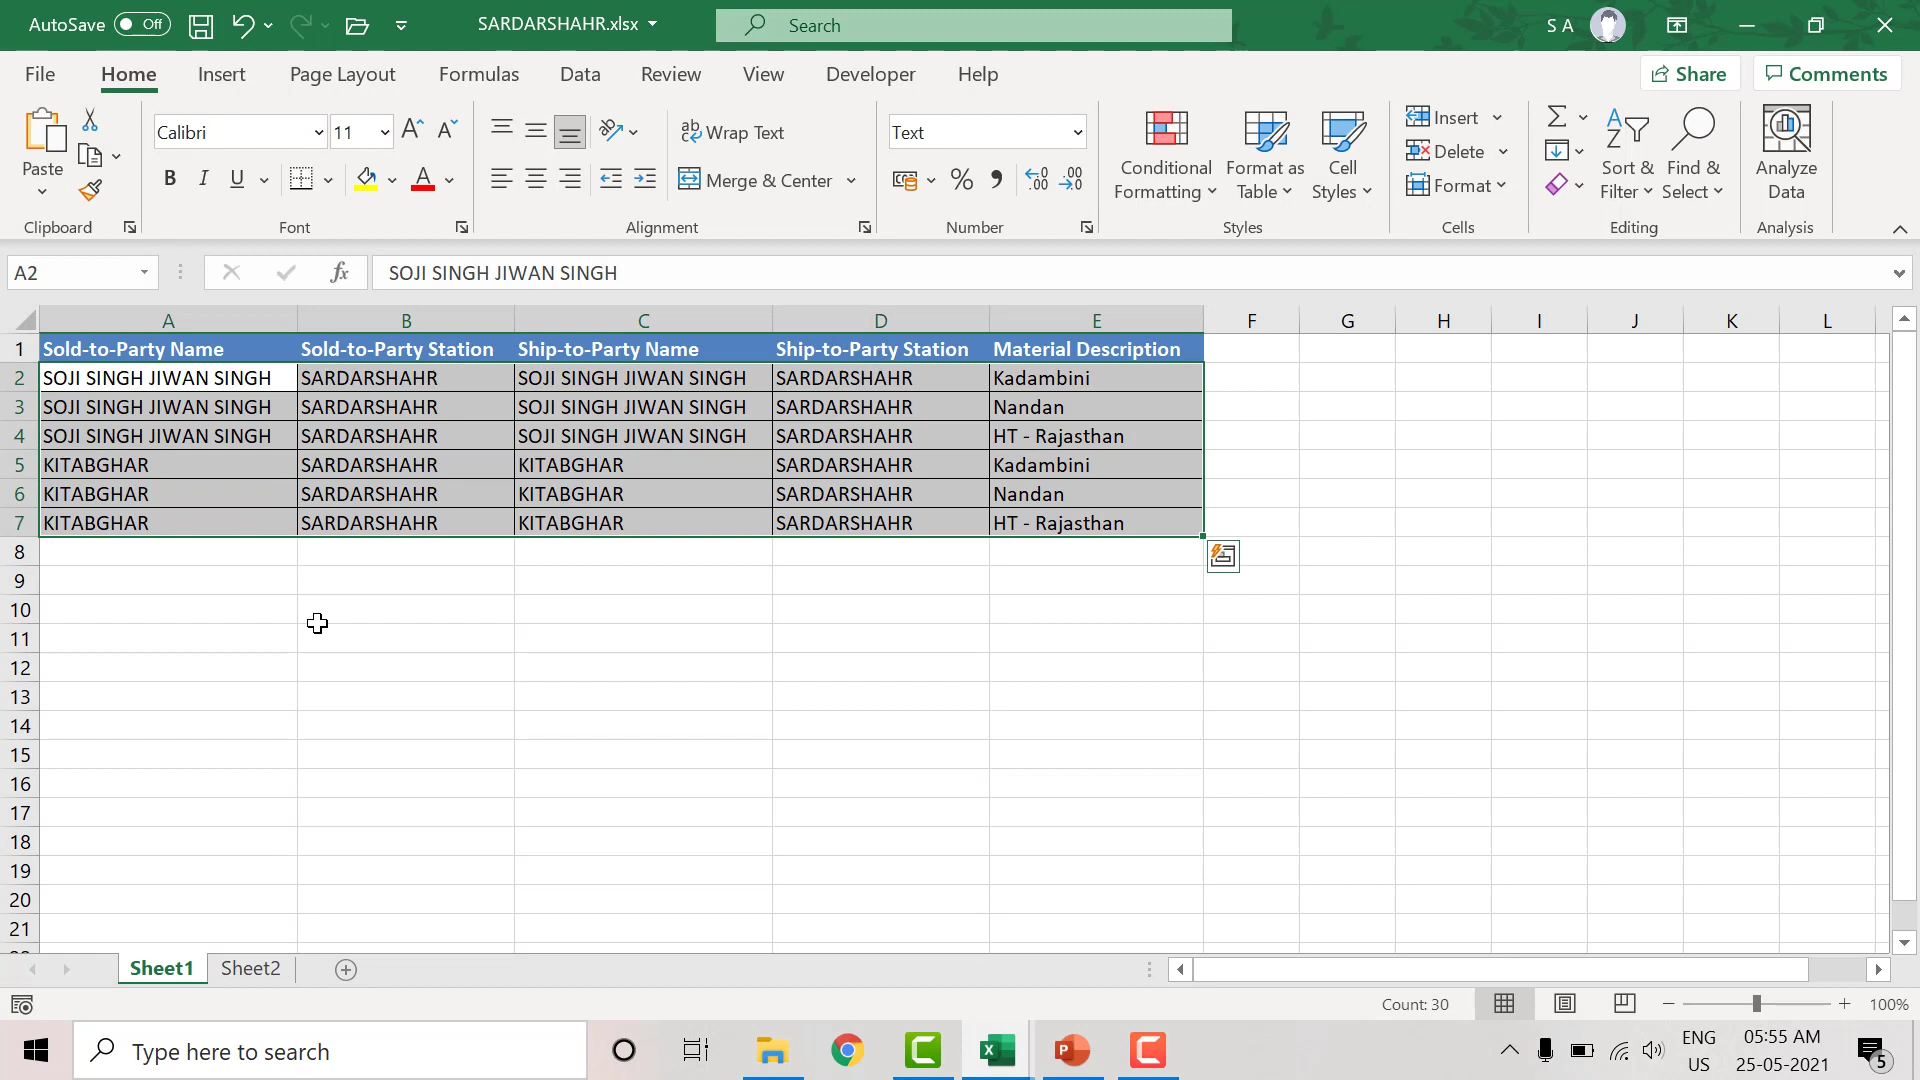 AutoSave Off SARDARSHAHR.xlsx Search S A
File Home Insert Page Layout Formulas Data Review View Developer Help Share Comments
Paste
Calibri 11
B I U
ab Wrap Text
Merge & Center
Text
Conditional Formatting
Format as Table
Cell Styles
Insert
Delete
Format
Sort & Filter
Find & Select
Analyze Data
Clipboard Font Alignment Number Styles Cells Editing Analysis
A2 fx SOJI SINGH JIWAN SINGH
A B C D E F G H I J K L
1 Sold-to-Party Name Sold-to-Party Station Ship-to-Party Name Ship-to-Party Station Material Description
2 SOJI SINGH JIWAN SINGH SARDARSHAHR SOJI SINGH JIWAN SINGH SARDARSHAHR Kadambini
3 SOJI SINGH JIWAN SINGH SARDARSHAHR SOJI SINGH JIWAN SINGH SARDARSHAHR Nandan
4 SOJI SINGH JIWAN SINGH SARDARSHAHR SOJI SINGH JIWAN SINGH SARDARSHAHR HT - Rajasthan
5 KITABGHAR SARDARSHAHR KITABGHAR SARDARSHAHR Kadambini
6 KITABGHAR SARDARSHAHR KITABGHAR SARDARSHAHR Nandan
7 KITABGHAR SARDARSHAHR KITABGHAR SARDARSHAHR HT - Rajasthan
8
9
10
11
12
13
14
15
16
17
18
19
20
21
Sheet1 Sheet2
Count: 30 100%
Type here to search
ENG 05:55 AM
US 25-05-2021 5